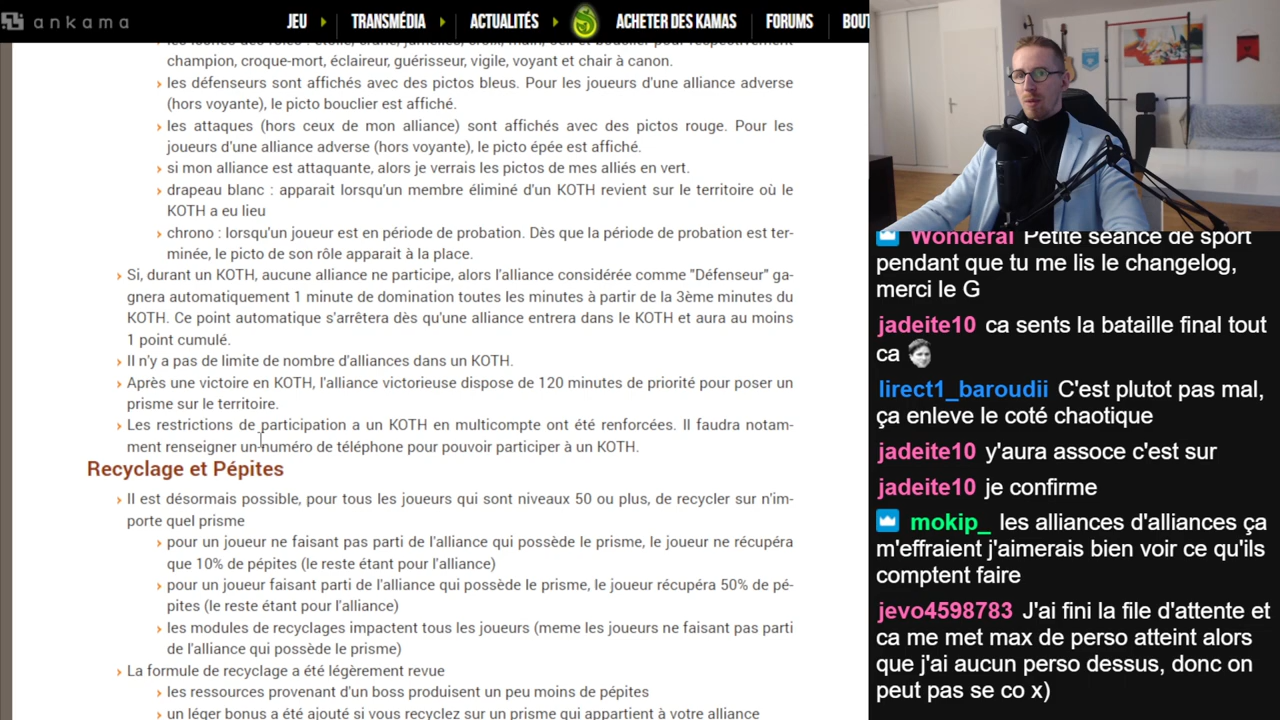 ankama
JEU
TRANSMÉDIA
ACTUALITÉS
ACHETER DES KAMAS
FORUMS
BOUT
champion, croque-mort, éclaireur, guérisseur, vigile, voyant et chair à canon.
les défenseurs sont affichés avec des pictos bleus. Pour les joueurs d'une alliance adverse
(hors voyante), le picto bouclier est affiché.
les attaques (hors ceux de mon alliance) sont affichés avec des pictos rouge. Pour les
joueurs d'une alliance adverse (hors voyante), le picto épée est affiché.
si mon alliance est attaquante, alors je verrais les pictos de mes alliés en vert.
drapeau blanc : apparait lorsqu'un membre éliminé d'un KOTH revient sur le territoire où le
KOTH a eu lieu
chrono : lorsqu'un joueur est en période de probation. Dès que la période de probation est ter-
minée, le picto de son rôle apparait à la place.
Si, durant un KOTH, aucune alliance ne participe, alors l'alliance considérée comme "Défenseur" ga-
gnera automatiquement 1 minute de domination toutes les minutes à partir de la 3ème minutes du
KOTH. Ce point automatique s'arrêtera dès qu'une alliance entrera dans le KOTH et aura au moins
1 point cumulé.
Il n'y a pas de limite de nombre d'alliances dans un KOTH.
Après une victoire en KOTH, l'alliance victorieuse dispose de 120 minutes de priorité pour poser un
prisme sur le territoire.
Les restrictions de participation a un KOTH en multicompte ont été renforcées. Il faudra notam-
ment renseigner un numéro de téléphone pour pouvoir participer à un KOTH.
Recyclage et Pépites
Il est désormais possible, pour tous les joueurs qui sont niveaux 50 ou plus, de recycler sur n'im-
porte quel prisme
pour un joueur ne faisant pas parti de l'alliance qui possède le prisme, le joueur ne récupéra
que 10% de pépites (le reste étant pour l'alliance)
pour un joueur faisant parti de l'alliance qui possède le prisme, le joueur récupéra 50% de pé-
pites (le reste étant pour l'alliance)
les modules de recyclages impactent tous les joueurs (meme les joueurs ne faisant pas parti
de l'alliance qui possède le prisme)
La formule de recyclage a été légèrement revue
les ressources provenant d'un boss produisent un peu moins de pépites
un léger bonus a été ajouté si vous recyclez sur un prisme qui appartient à votre alliance
Wonderal Petite séance de sport
pendant que tu me lis le changelog,
merci le G
jadeite10 ca sents la bataille final tout
ca
lirect1_baroudii C'est plutot pas mal,
ça enleve le coté chaotique
jadeite10 y'aura assoce c'est sur
jadeite10 je confirme
mokip_ les alliances d'alliances ça
m'effraient j'aimerais bien voir ce qu'ils
comptent faire
jevo4598783 J'ai fini la file d'attente et
ca me met max de perso atteint alors
que j'ai aucun perso dessus, donc on
peut pas se co x)